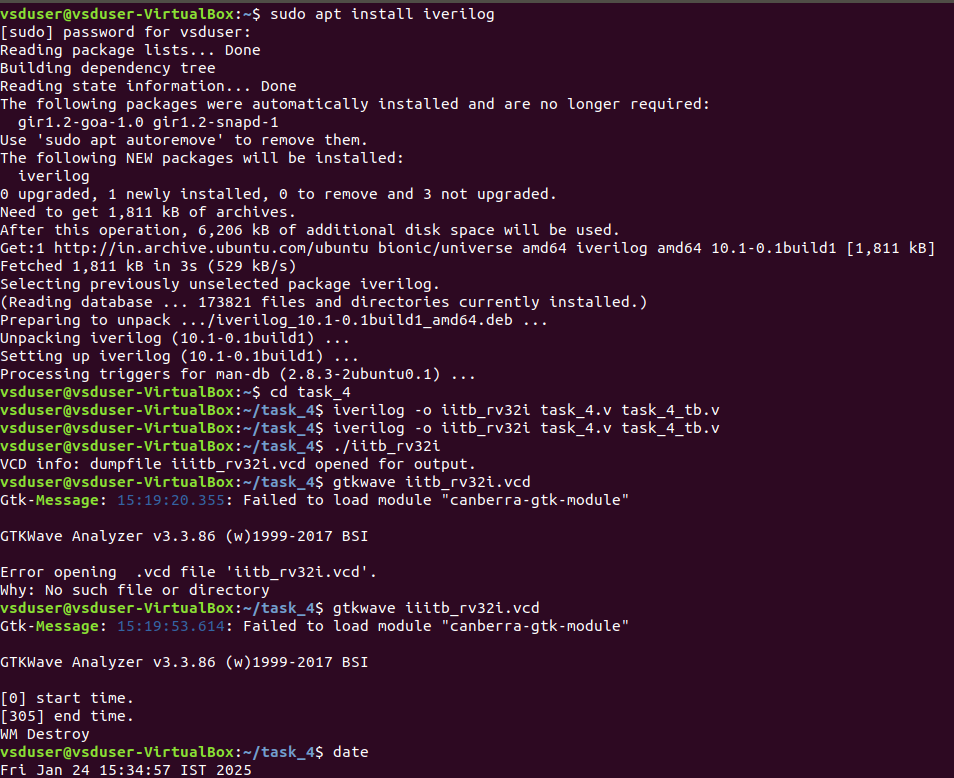 vsduser@vsduser-VirtualBox:~$ sudo apt install iverilog
[sudo] password for vsduser:
Reading package lists... Done
Building dependency tree
Reading state information... Done
The following packages were automatically installed and are no longer required:
  gir1.2-goa-1.0 gir1.2-snapd-1
Use 'sudo apt autoremove' to remove them.
The following NEW packages will be installed:
  iverilog
0 upgraded, 1 newly installed, 0 to remove and 3 not upgraded.
Need to get 1,811 kB of archives.
After this operation, 6,206 kB of additional disk space will be used.
Get:1 http://in.archive.ubuntu.com/ubuntu bionic/universe amd64 iverilog amd64 10.1-0.1build1 [1,811 kB]
Fetched 1,811 kB in 3s (529 kB/s)
Selecting previously unselected package iverilog.
(Reading database ... 173821 files and directories currently installed.)
Preparing to unpack .../iverilog_10.1-0.1build1_amd64.deb ...
Unpacking iverilog (10.1-0.1build1) ...
Setting up iverilog (10.1-0.1build1) ...
Processing triggers for man-db (2.8.3-2ubuntu0.1) ...
vsduser@vsduser-VirtualBox:~$ cd task_4
vsduser@vsduser-VirtualBox:~/task_4$ iverilog -o iitb_rv32i task_4.v task_4_tb.v
vsduser@vsduser-VirtualBox:~/task_4$ iverilog -o iitb_rv32i task_4.v task_4_tb.v
vsduser@vsduser-VirtualBox:~/task_4$ ./iitb_rv32i
VCD info: dumpfile iiitb_rv32i.vcd opened for output.
vsduser@vsduser-VirtualBox:~/task_4$ gtkwave iitb_rv32i.vcd
Gtk-Message: 15:19:20.355: Failed to load module "canberra-gtk-module"

GTKWave Analyzer v3.3.86 (w)1999-2017 BSI

Error opening  .vcd file 'iitb_rv32i.vcd'.
Why: No such file or directory
vsduser@vsduser-VirtualBox:~/task_4$ gtkwave iiitb_rv32i.vcd
Gtk-Message: 15:19:53.614: Failed to load module "canberra-gtk-module"

GTKWave Analyzer v3.3.86 (w)1999-2017 BSI

[0] start time.
[305] end time.
WM Destroy
vsduser@vsduser-VirtualBox:~/task_4$ date
Fri Jan 24 15:34:57 IST 2025